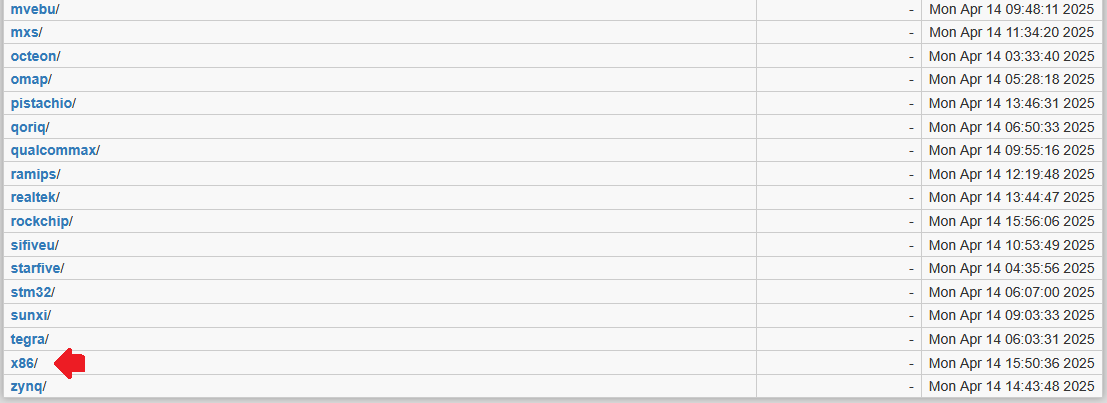 mvebu/ - Mon Apr 14 09:48:11 2025
mxs/ - Mon Apr 14 11:34:20 2025
octeon/ - Mon Apr 14 03:33:40 2025
omap/ - Mon Apr 14 05:28:18 2025
pistachio/ - Mon Apr 14 13:46:31 2025
qoriq/ - Mon Apr 14 06:50:33 2025
qualcommax/ - Mon Apr 14 09:55:16 2025
ramips/ - Mon Apr 14 12:19:48 2025
realtek/ - Mon Apr 14 13:44:47 2025
rockchip/ - Mon Apr 14 15:56:06 2025
sifiveu/ - Mon Apr 14 10:53:49 2025
starfive/ - Mon Apr 14 04:35:56 2025
stm32/ - Mon Apr 14 06:07:00 2025
sunxi/ - Mon Apr 14 09:03:33 2025
tegra/ - Mon Apr 14 06:03:31 2025
x86/ - Mon Apr 14 15:50:36 2025
zynq/ - Mon Apr 14 14:43:48 2025